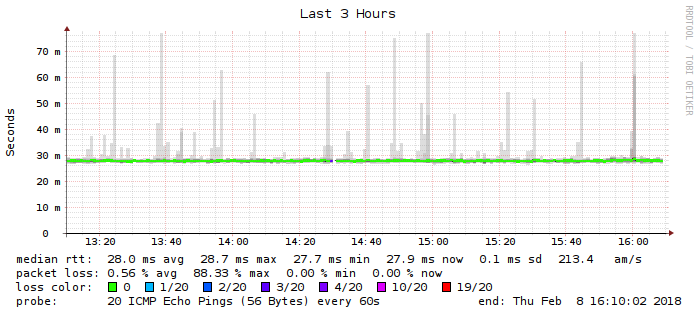 Last 3 Hours
RRDTOOL / TOBI OETIKER
Seconds
70 m
60 m
50 m
40 m
30 m
20 m
10 m
0
13:20 13:40 14:00 14:20 14:40 15:00 15:20 15:40 16:00
median rtt: 28.0 ms avg 28.7 ms max 27.7 ms min 27.9 ms now 0.1 ms sd 213.4 am/s
packet loss: 0.56 % avg 88.33 % max 0.00 % min 0.00 % now
loss color: 0 1/20 2/20 3/20 4/20 10/20 19/20
probe: 20 ICMP Echo Pings (56 Bytes) every 60s end: Thu Feb 8 16:10:02 2018